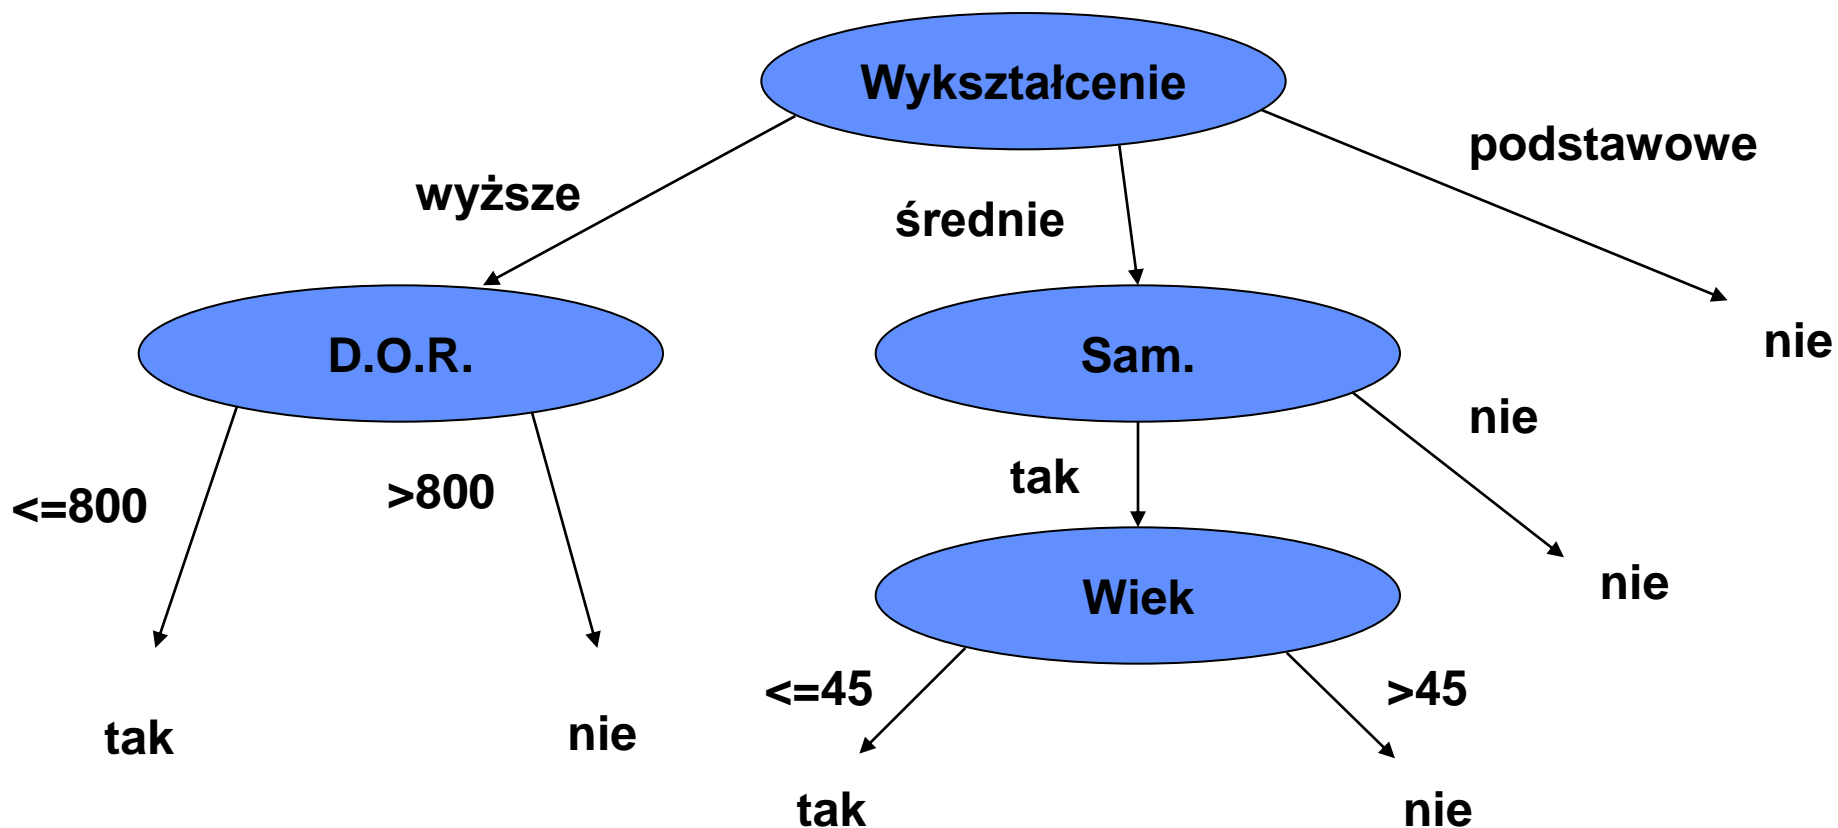 Wykształcenie
podstawowe
wyższe
średnie
D.O.R.
Sam.
nie
nie
tak
<=800
>800
Wiek
nie
<=45
>45
tak
nie
tak
nie